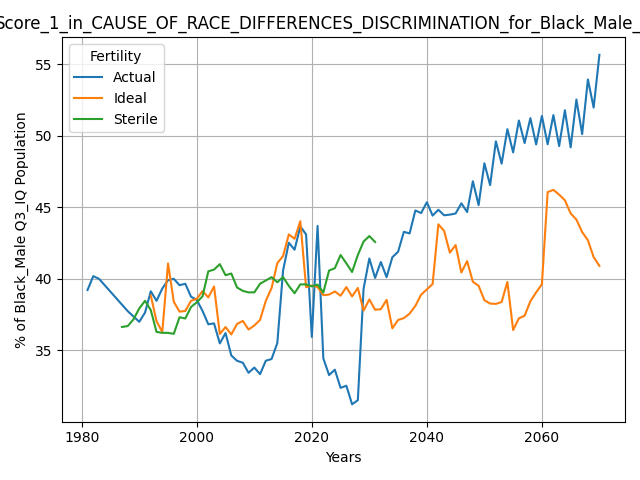 Score_1_in_CAUSE_OF_RACE_DIFFERENCES_DISCRIMINATION_for_Black_Male_
Fertility
Actual
Ideal
Sterile
% of Black_Male Q3_IQ Population
55
50
45
40
35
1980
2000
2020
2040
2060
Years